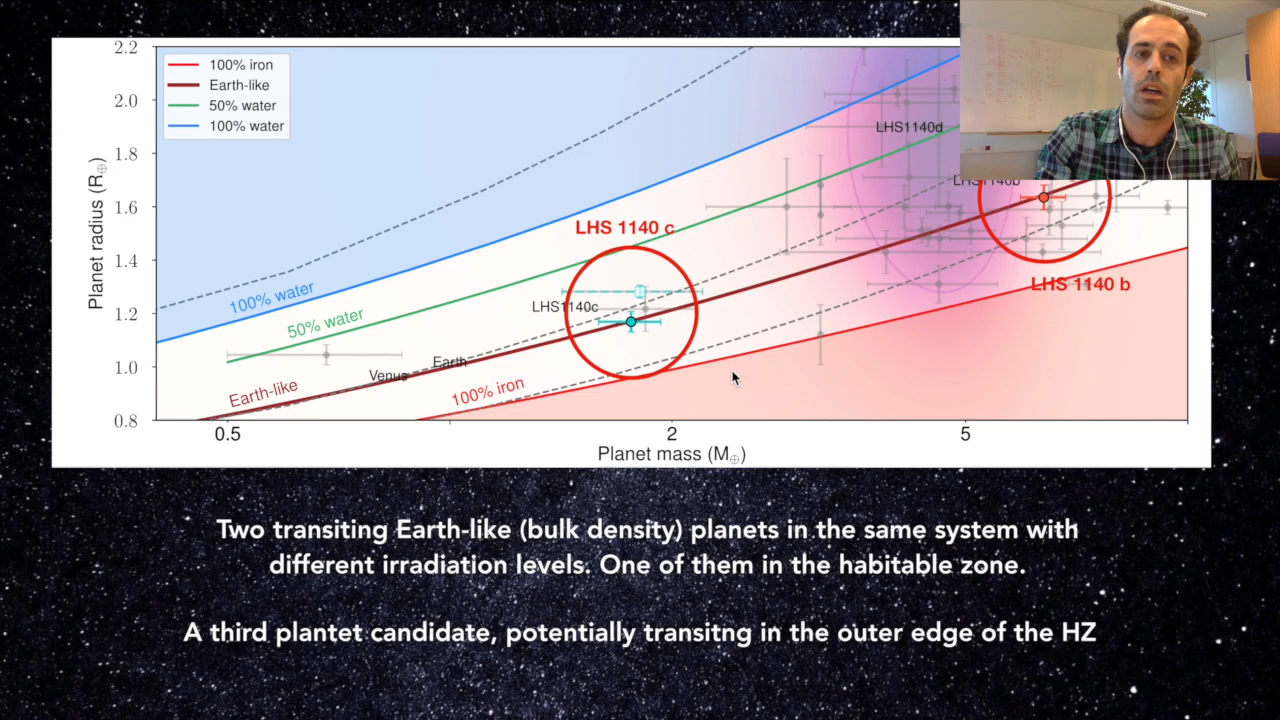 2.2
2.0
1.8
1.6
1.4
1.2
1.0
0.8
Planet radius (R⊕)
100% iron
Earth-like
50% water
100% water
LHS1140d
LHS1140b
LHS 1140 c
LHS 1140 b
LHS1140c
100% water
50% water
Earth
Venus
Earth-like
100% iron
0.5
2
5
Planet mass (M⊕)
Two transiting Earth-like (bulk density) planets in the same system with
different irradiation levels. One of them in the habitable zone.
A third plantet candidate, potentially transitng in the outer edge of the HZ